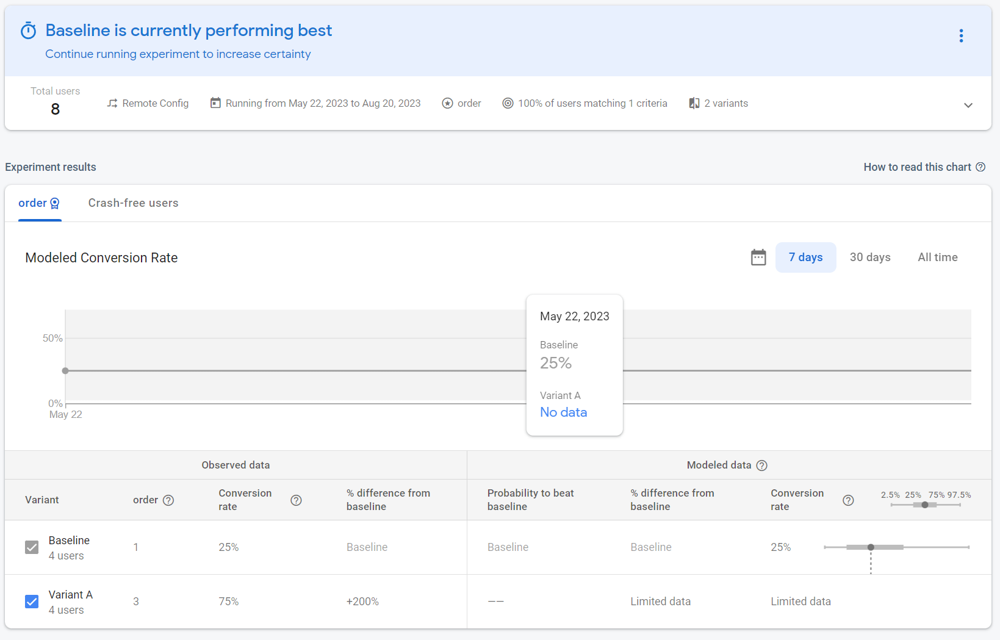 Baseline is currently performing best
Continue running experiment to increase certainty
Total users
8
Remote Config
Running from May 22, 2023 to Aug 20, 2023
order
100% of users matching 1 criteria
2 variants
Experiment results
How to read this chart
order
Crash-free users
Modeled Conversion Rate
7 days
30 days
All time
50%
0%
May 22
May 22, 2023
Baseline
25%
Variant A
No data
Observed data
Modeled data
Variant
order
Conversion
rate
% difference from
baseline
Probability to beat
baseline
% difference from
baseline
Conversion
rate
2.5% 25% 75% 97.5%
Baseline
4 users
1
25%
Baseline
Baseline
Baseline
25%
Variant A
4 users
3
75%
+200%
——
Limited data
Limited data